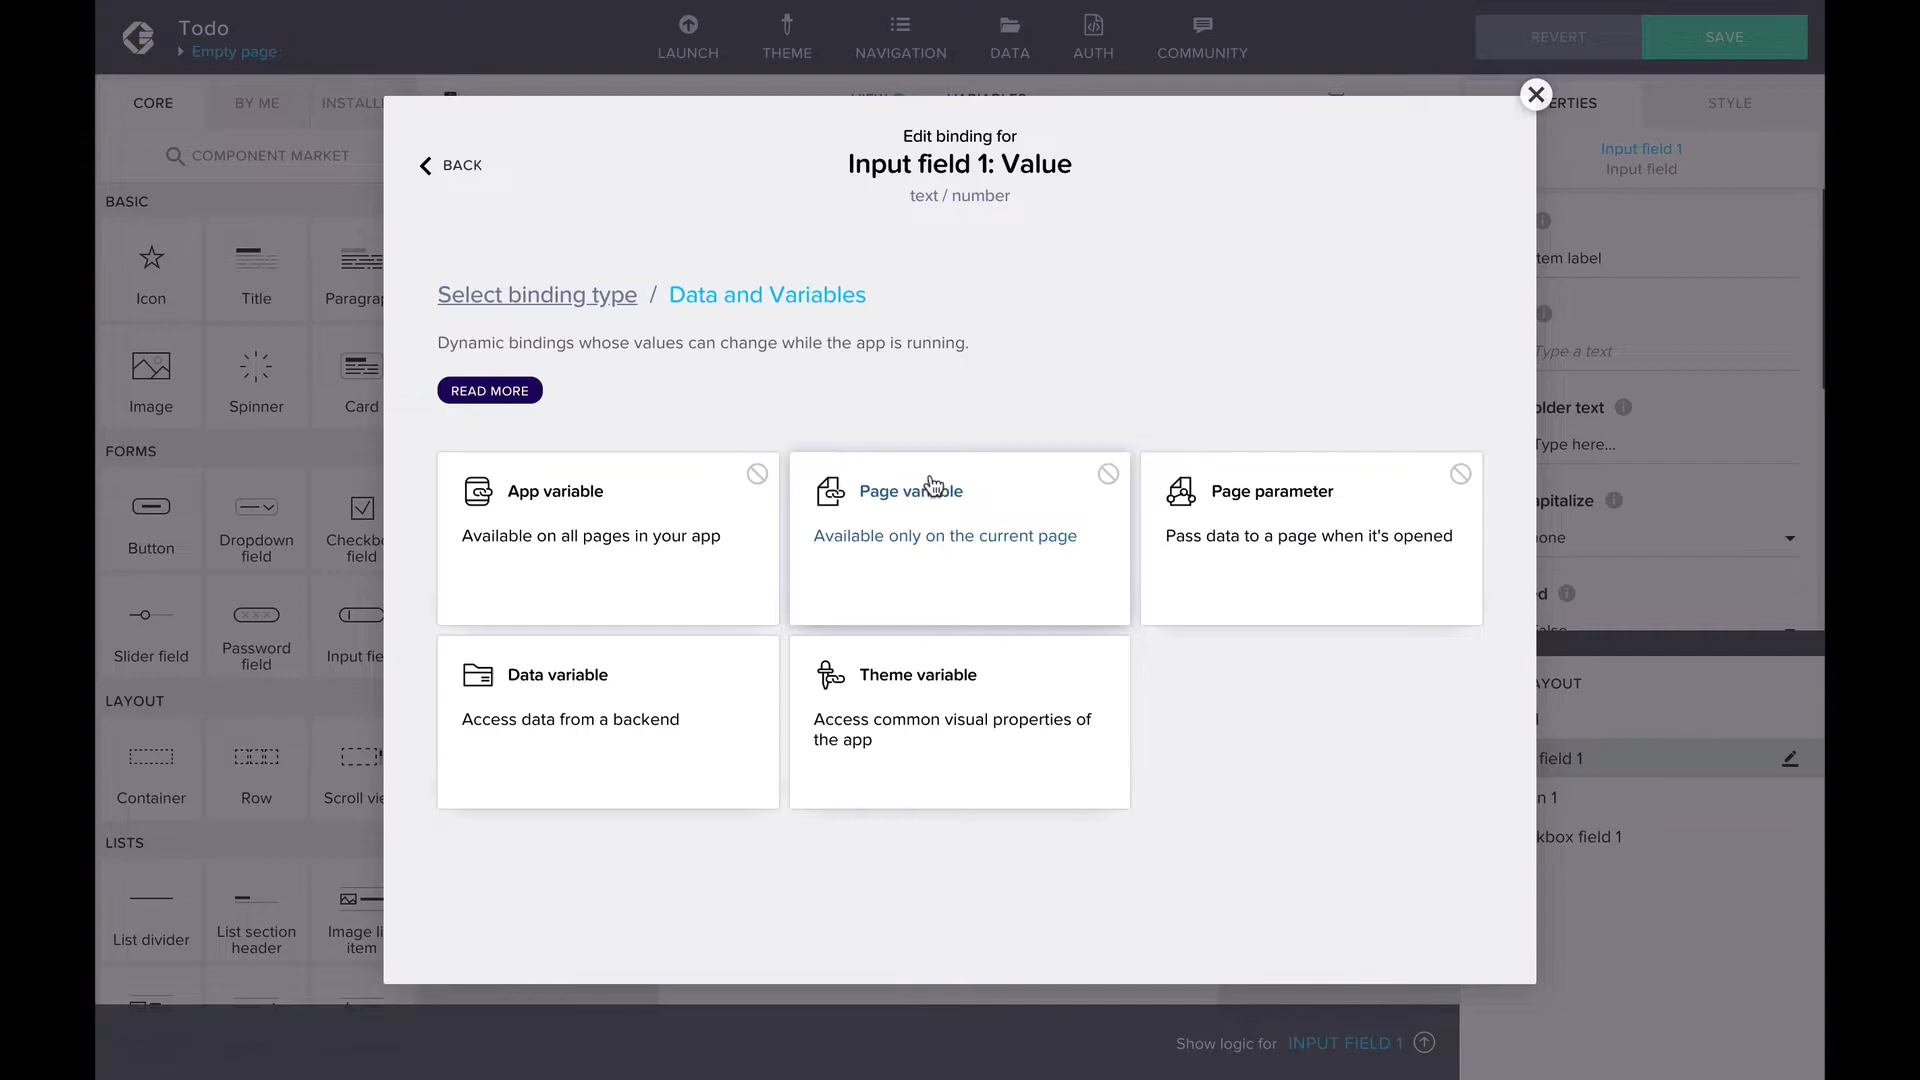 Todo
Empty page
LAUNCH
THEME
NAVIGATION
DATA
AUTH
COMMUNITY
REVERT
SAVE
CORE
BY ME
INSTALL
COMPONENT MARKET
BASIC
Icon
Title
Paragrap
Image
Spinner
Card
FORMS
Button
Dropdown
field
Checkbo
field
Slider field
Password
field
Input fie
LAYOUT
Container
Row
Scroll vie
LISTS
List divider
List section
header
Image li
item
Edit binding for
BACK
Input field 1: Value
text / number
Select binding type / Data and Variables
Dynamic bindings whose values can change while the app is running.
READ MORE
App variable
Available on all pages in your app
Page variable
Available only on the current page
Page parameter
Pass data to a page when it's opened
Data variable
Access data from a backend
Theme variable
Access common visual properties of
the app
ERTIES
STYLE
Input field 1
Input field
tem label
Type a text
older text
Type here...
apitalize
one
ed
AYOUT
field 1
n 1
kbox field 1
Show logic for INPUT FIELD 1